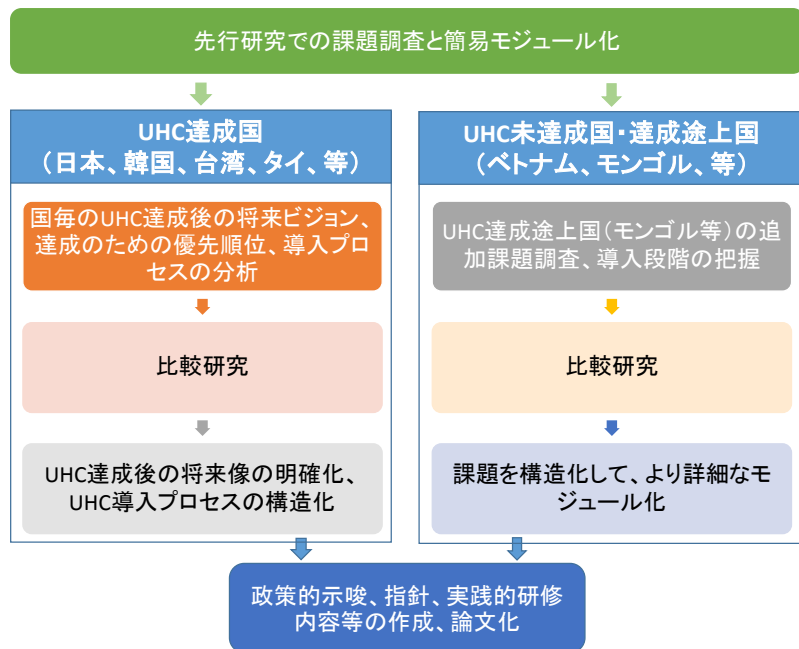 先行研究での課題調査と簡易モジュール化
UHC達成国
（日本、韓国、台湾、タイ、等）
国毎のUHC達成後の将来ビジョン、
達成のための優先順位、導入プロ
セスの分析
比較研究
UHC達成後の将来像の明確化、
UHC導入プロセスの構造化
UHC未達成国・達成途上国
（ベトナム、モンゴル、等）
UHC達成途上国（モンゴル等）の追
加課題調査、導入段階の把握
比較研究
課題を構造化して、より詳細なモ
ジュール化
政策的示唆、指針、実践的研修
内容等の作成、論文化